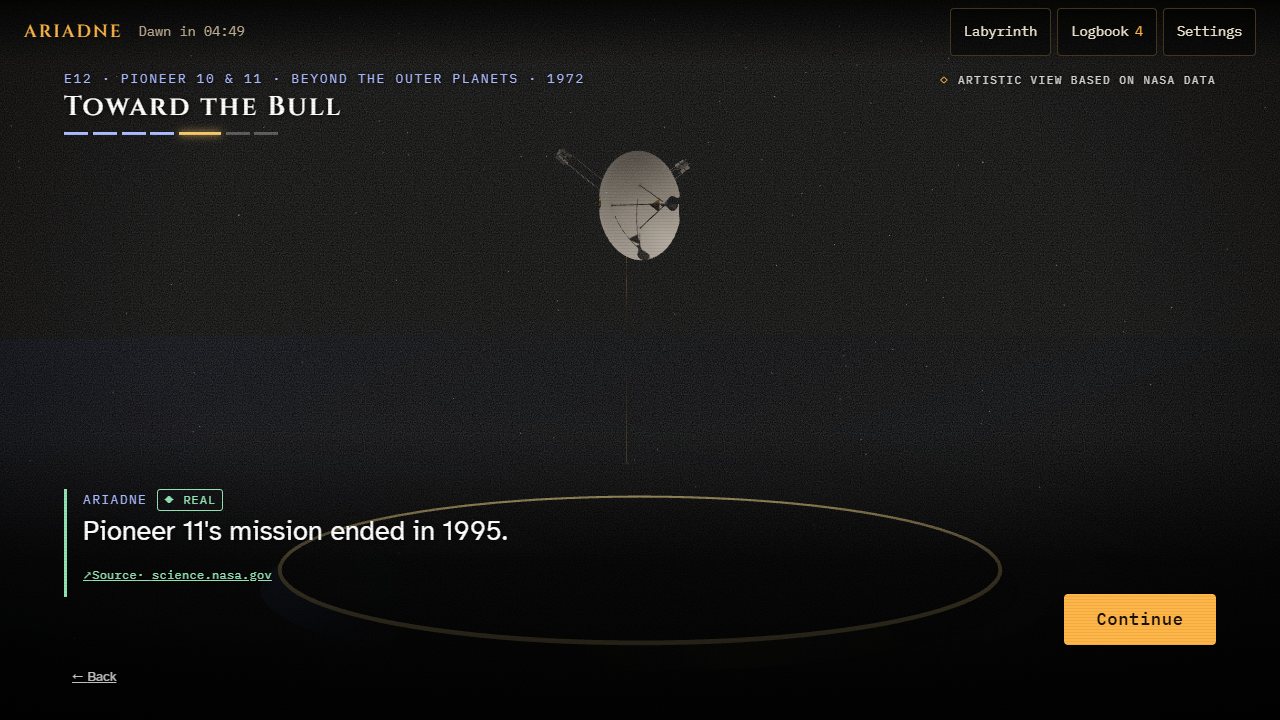 ARIADNE Dawn in 04:49 Labyrinth Logbook 4 Settings
E12 · PIONEER 10 & 11 · BEYOND THE OUTER PLANETS · 1972
◇ ARTISTIC VIEW BASED ON NASA DATA
Toward the Bull
ARIADNE ◆ REAL
Pioneer 11's mission ended in 1995.
↗Source· science.nasa.gov
Continue
← Back